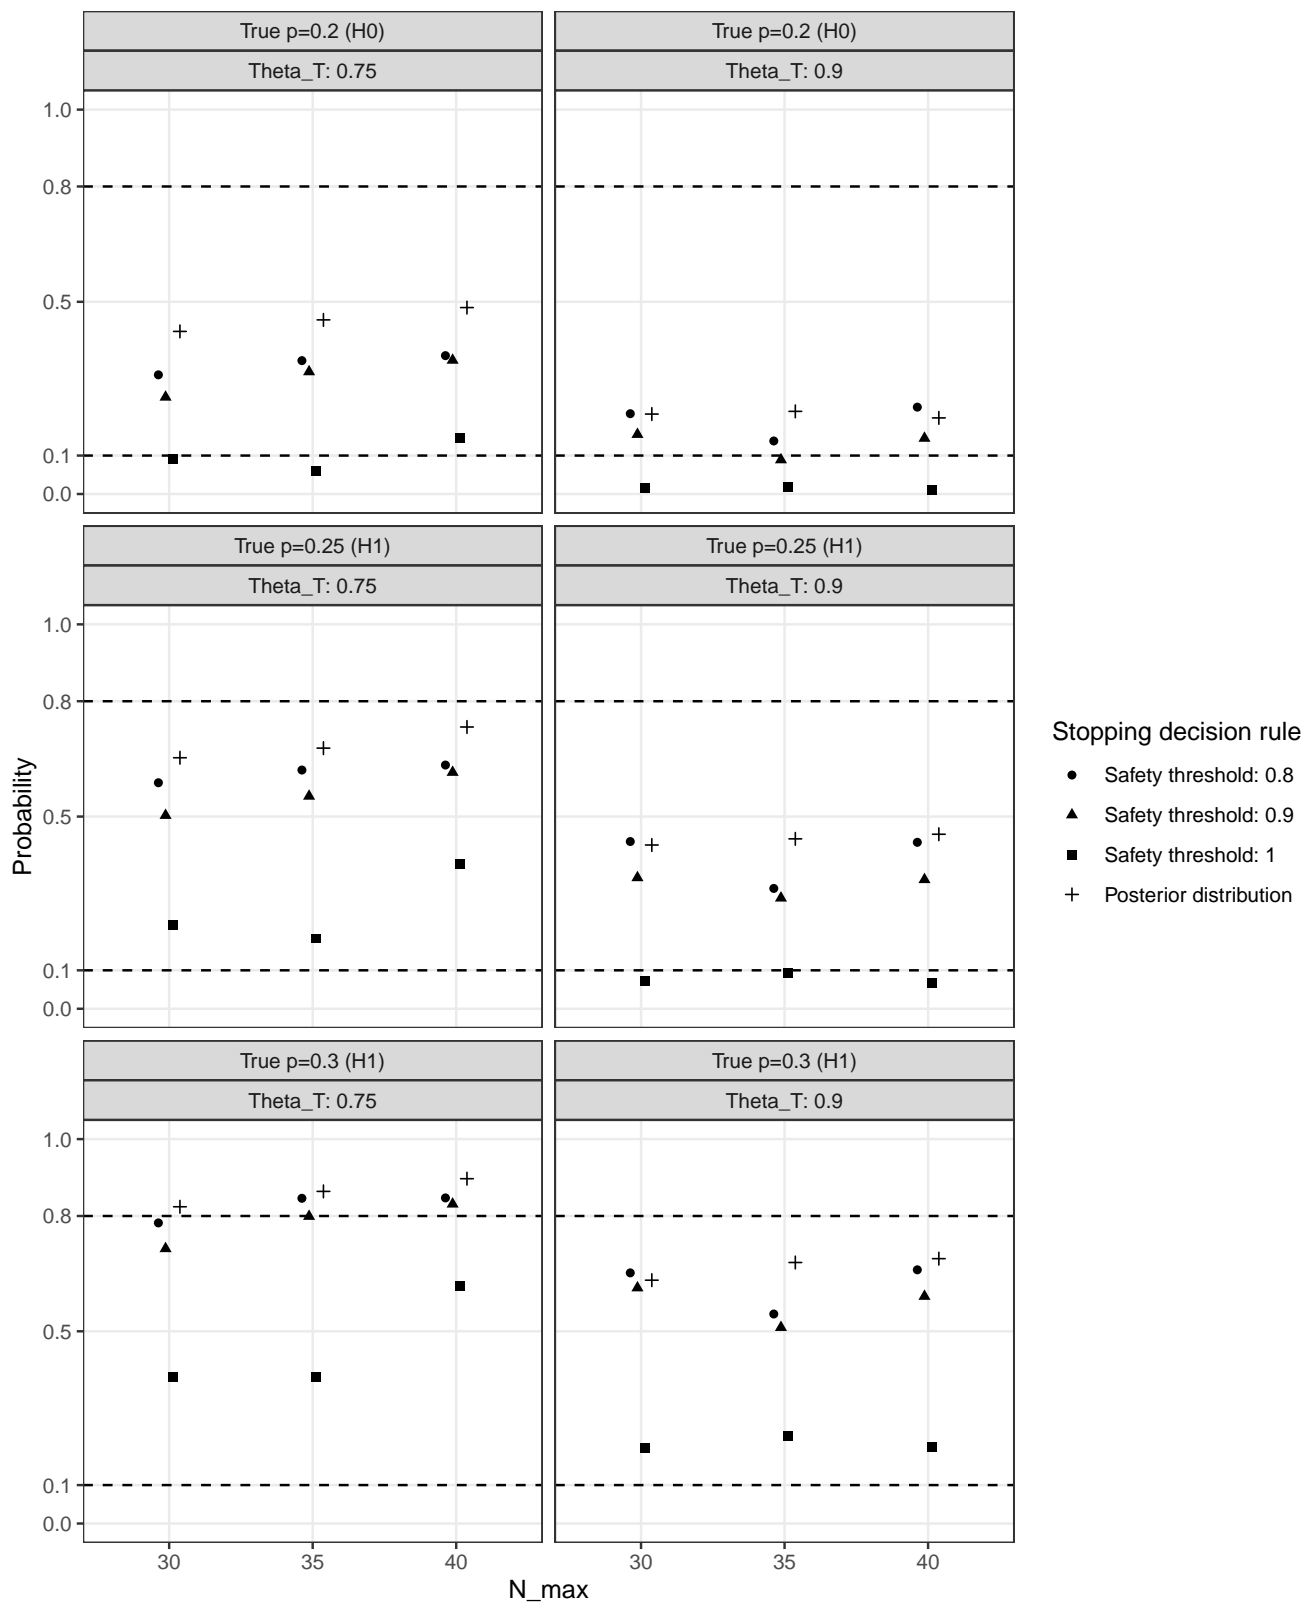 True p=0.2 (H0)
True p=0.2 (H0)
Theta_T: 0.75
Theta_T: 0.9
1.0
0.8
0.5
0.1
0.0
True p=0.25 (H1)
True p=0.25 (H1)
Theta_T: 0.75
Theta_T: 0.9
1.0
0.8
0.5
0.1
0.0
Probability
True p=0.3 (H1)
True p=0.3 (H1)
Theta_T: 0.75
Theta_T: 0.9
1.0
0.8
0.5
0.1
0.0
30
35
40
30
35
40
N_max
Stopping decision rule
Safety threshold: 0.8
Safety threshold: 0.9
Safety threshold: 1
Posterior distribution